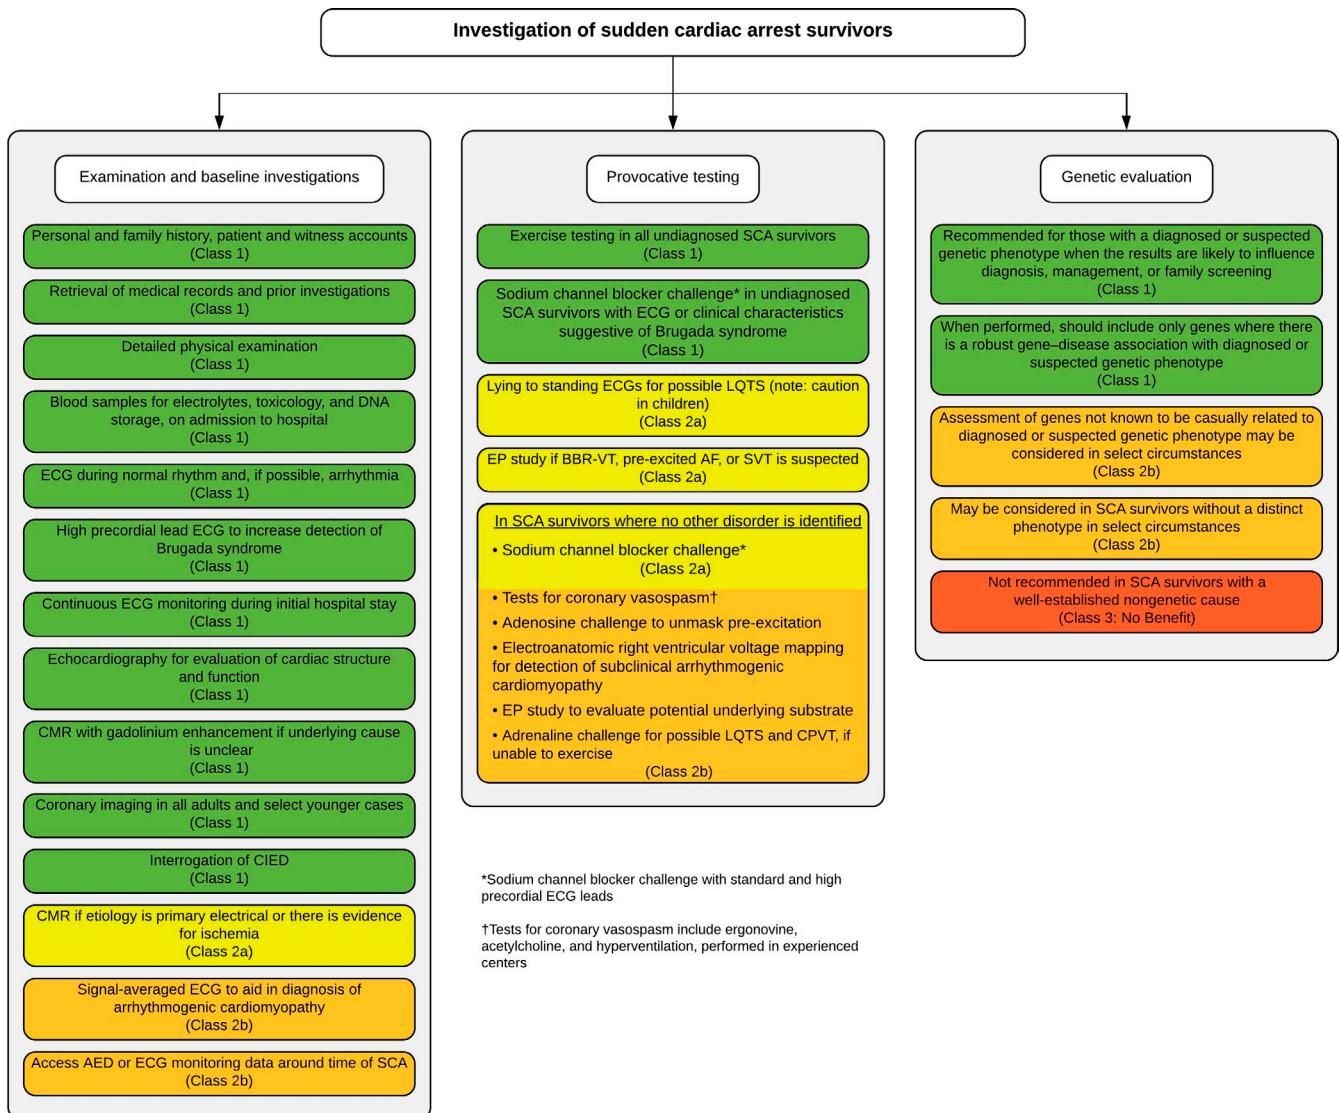 Investigation of sudden cardiac arrest survivors
Examination and baseline investigations
Personal and family history, patient and witness accounts
(Class 1)
Retrieval of medical records and prior investigations
(Class 1)
Detailed physical examination
(Class 1)
Blood samples for electrolytes, toxicology, and DNA
storage, on admission to hospital
(Class 1)
ECG during normal rhythm and, if possible, arrhythmia
(Class 1)
High precordial lead ECG to increase detection of
Brugada syndrome
(Class 1)
Continuous ECG monitoring during initial hospital stay
(Class 1)
Echocardiography for evaluation of cardiac structure
and function
(Class 1)
CMR with gadolinium enhancement if underlying cause
is unclear
(Class 1)
Coronary imaging in all adults and select younger cases
(Class 1)
Interrogation of CIED
(Class 1)
CMR if etiology is primary electrical or there is evidence
for ischemia
(Class 2a)
Signal-averaged ECG to aid in diagnosis of
arrhythmogenic cardiomyopathy
(Class 2b)
Access AED or ECG monitoring data around time of SCA
(Class 2b)
Provocative testing
Exercise testing in all undiagnosed SCA survivors
(Class 1)
Sodium channel blocker challenge* in undiagnosed
SCA survivors with ECG or clinical characteristics
suggestive of Brugada syndrome
(Class 1)
Lying to standing ECGs for possible LQTS (note: caution
in children)
(Class 2a)
EP study if BBR-VT, pre-excited AF, or SVT is suspected
(Class 2a)
In SCA survivors where no other disorder is identified
• Sodium channel blocker challenge*
(Class 2a)
• Tests for coronary vasospasm†
• Adenosine challenge to unmask pre-excitation
• Electroanatomic right ventricular voltage mapping
for detection of subclinical arrhythmogenic
cardiomyopathy
• EP study to evaluate potential underlying substrate
• Adrenaline challenge for possible LQTS and CPVT, if
unable to exercise
(Class 2b)
*Sodium channel blocker challenge with standard and high
precordial ECG leads
†Tests for coronary vasospasm include ergonovine,
acetylcholine, and hyperventilation, performed in experienced
centers
Genetic evaluation
Recommended for those with a diagnosed or suspected
genetic phenotype when the results are likely to influence
diagnosis, management, or family screening
(Class 1)
When performed, should include only genes where there
is a robust gene–disease association with diagnosed or
suspected genetic phenotype
(Class 1)
Assessment of genes not known to be casually related to
diagnosed or suspected genetic phenotype may be
considered in select circumstances
(Class 2b)
May be considered in SCA survivors without a distinct
phenotype in select circumstances
(Class 2b)
Not recommended in SCA survivors with a
well-established nongenetic cause
(Class 3: No Benefit)